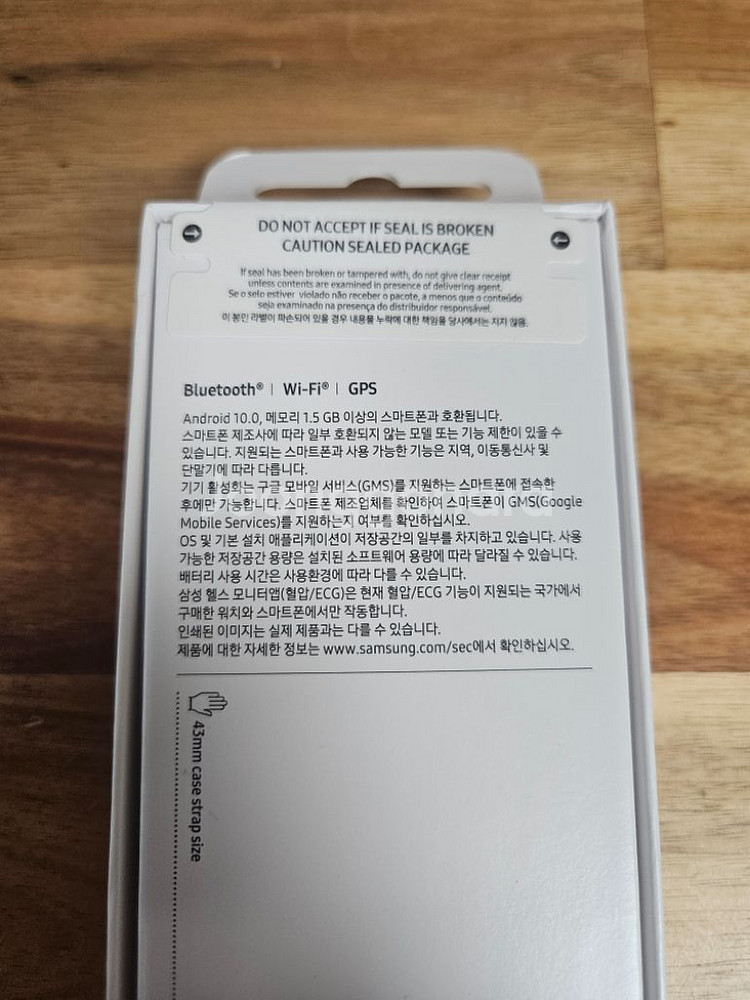 DO NOT ACCEPT IF SEAL IS BROKEN
CAUTION SEALED PACKAGE
If seal has been broken or tampered with, do not give clear receipt
unless contents are examined in presence of delivering agent.
Se o selo estiver violado não receber o pacote, a menos que o conteúdo
seja examinado na presença do distribuidor responsável.
이 봉인 라벨이 파손되어 있을 경우 내용물 누락에 대한 책임을 당사에서는 지지 않음.
Bluetooth® | Wi-Fi® | GPS
Android 10.0, 메모리 1.5 GB 이상의 스마트폰과 호환됩니다.
스마트폰 제조사에 따라 일부 호환되지 않는 모델 또는 기능 제한이 있을 수
있습니다. 지원되는 스마트폰과 사용 가능한 기능은 지역, 이동통신사 및
단말기에 따라 다릅니다.
기기 활성화는 구글 모바일 서비스(GMS)를 지원하는 스마트폰에 접속한
후에만 가능합니다. 스마트폰 제조업체를 확인하여 스마트폰이 GMS(Google
Mobile Services)를 지원하는지 여부를 확인하십시오.
OS 및 기본 설치 애플리케이션이 저장공간의 일부를 차지하고 있습니다. 사용
가능한 저장공간 용량은 설치된 소프트웨어 용량에 따라 달라질 수 있습니다.
배터리 사용 시간은 사용환경에 따라 다를 수 있습니다.
삼성 헬스 모니터앱(혈압/ECG)은 현재 혈압/ECG 기능이 지원되는 국가에서
구매한 워치와 스마트폰에서만 작동합니다.
인쇄된 이미지는 실제 제품과는 다를 수 있습니다.
제품에 대한 자세한 정보는 www.samsung.com/sec에서 확인하십시오.
43mm case strap size